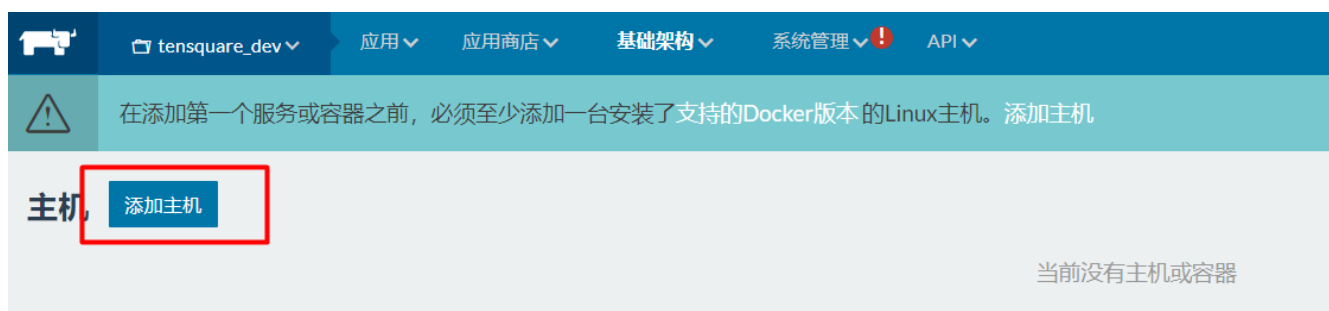 tensquare_dev 应用 应用商店 基础架构 系统管理 ! API
在添加第一个服务或容器之前，必须至少添加一台安装了支持的Docker版本 的Linux主机。添加主机
主机 添加主机
当前没有主机或容器